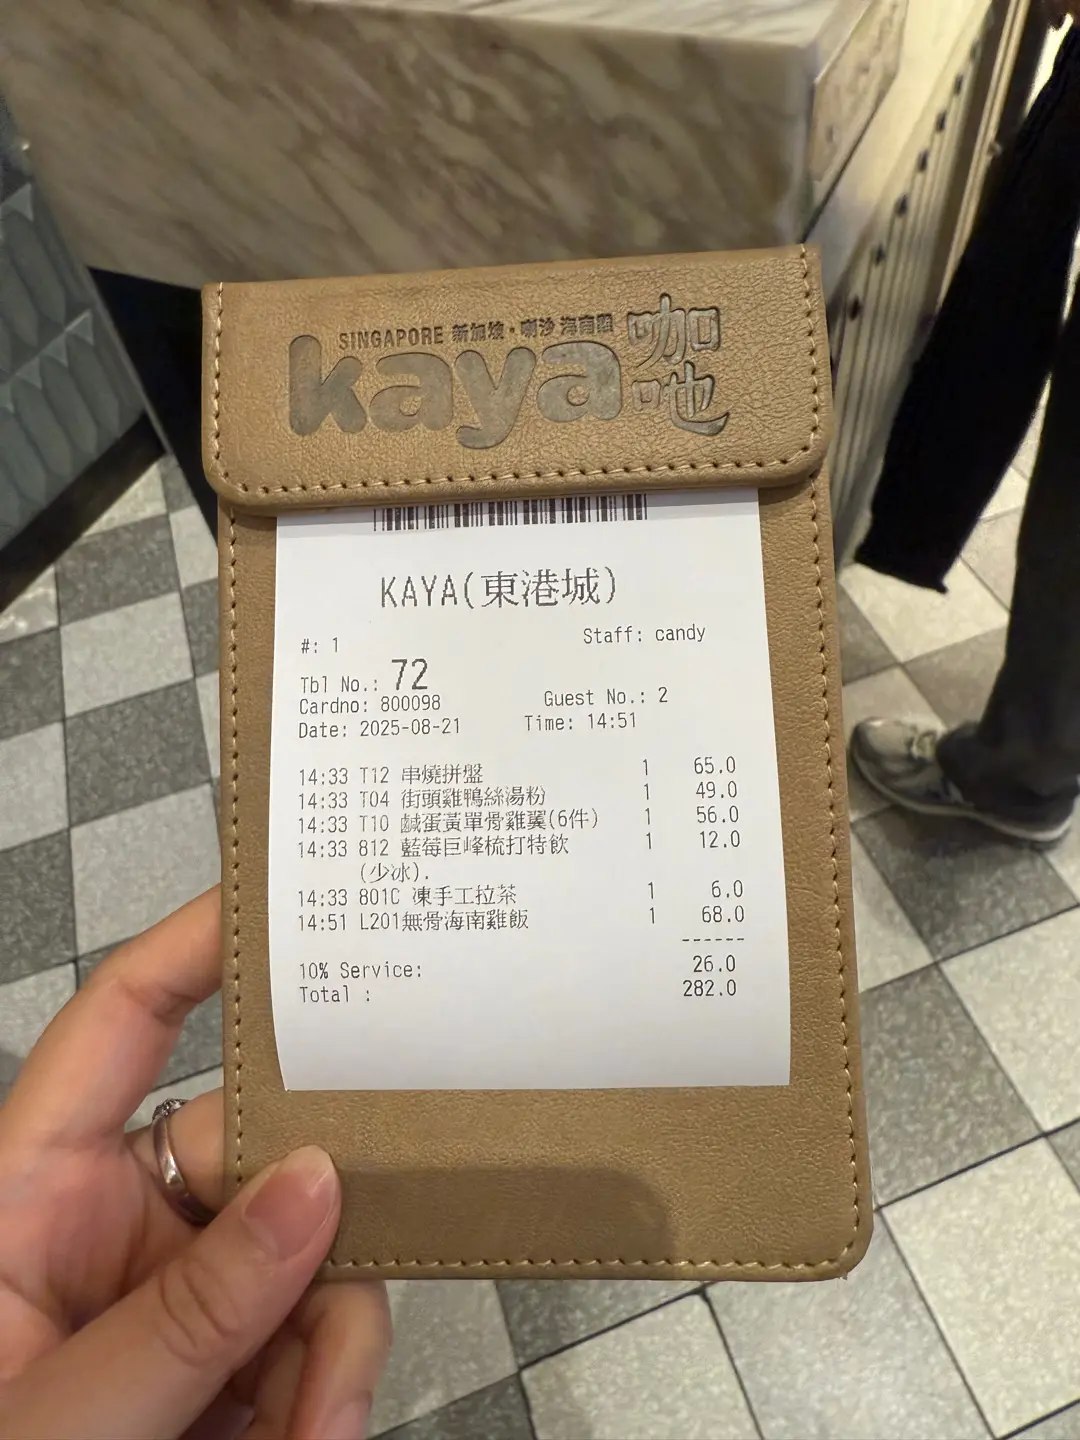 SINGAPORE 新加坡·喇沙 海南雞
kaya 咖吔
KAYA(東港城)
#: 1 Staff: candy
Tbl No.: 72
Cardno: 800098 Guest No.: 2
Date: 2025-08-21 Time: 14:51
14:33 T12 串燒拼盤 1 65.0
14:33 T04 街頭雞鴨絲湯粉 1 49.0
14:33 T10 鹹蛋黃單骨雞翼(6件) 1 56.0
14:33 812 藍莓巨峰梳打特飲 1 12.0
(少冰).
14:33 801C 凍手工拉茶 1 6.0
14:51 L201無骨海南雞飯 1 68.0
------
10% Service: 26.0
Total : 282.0